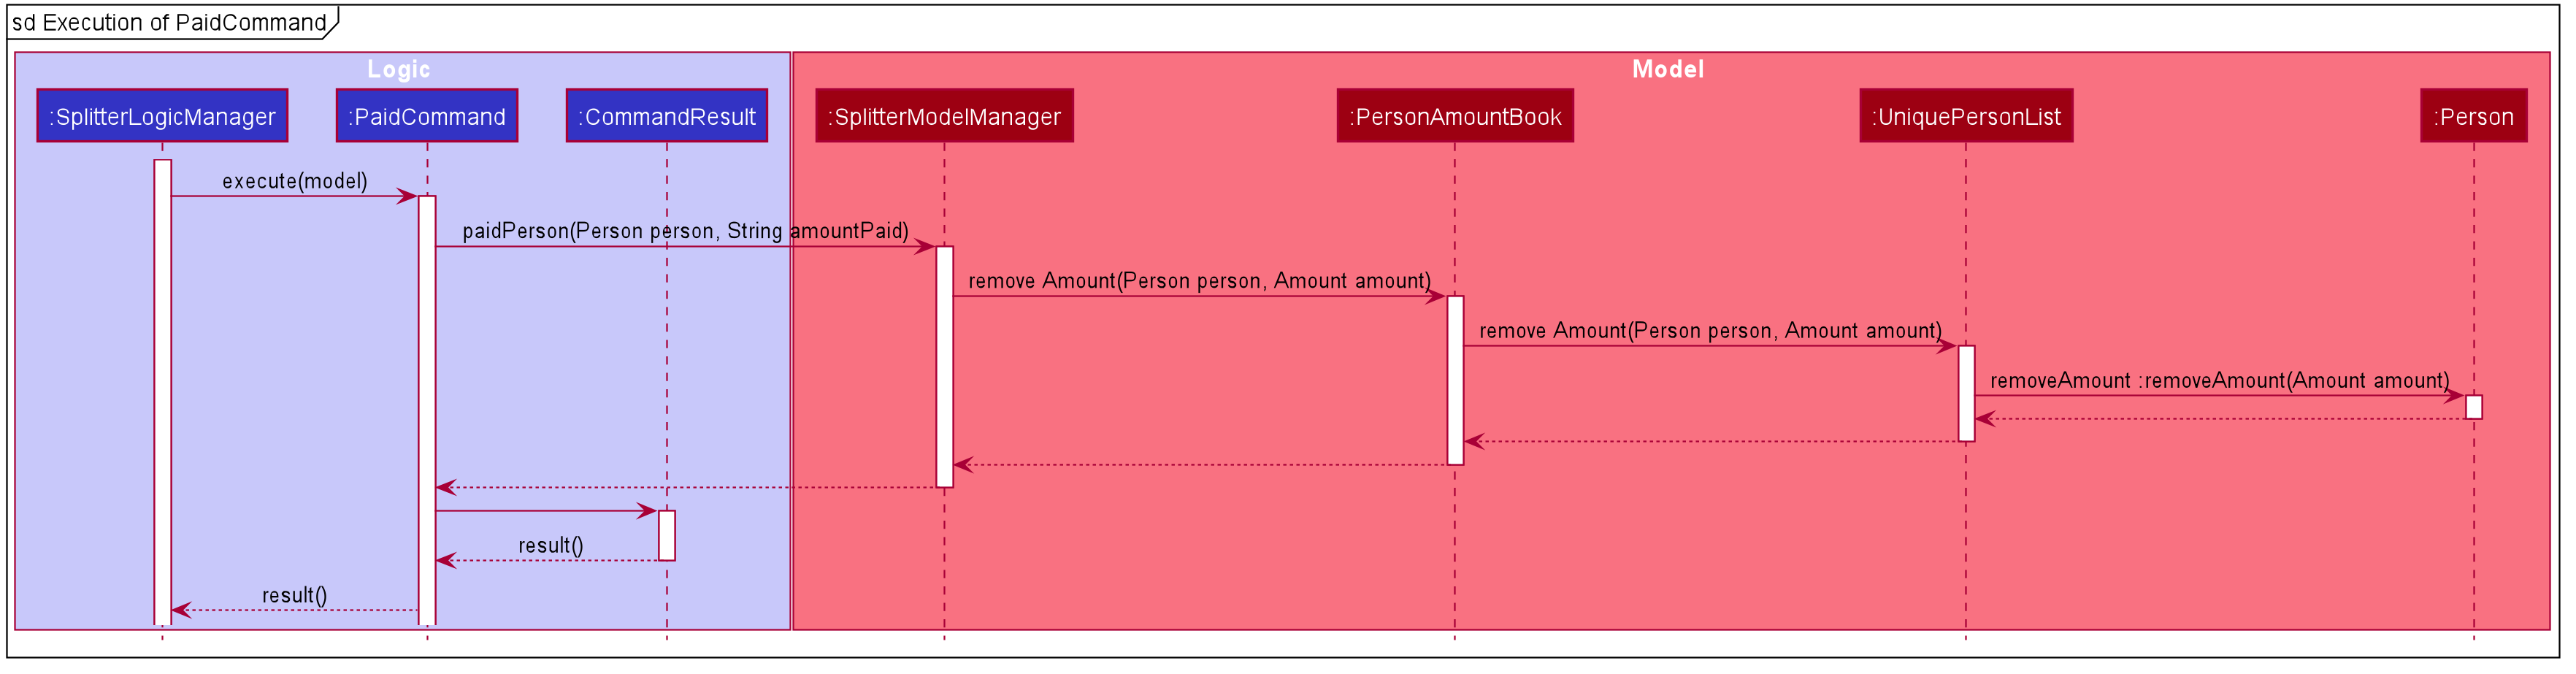 sd Execution of PaidCommand
Logic
Model
:SplitterLogicManager
:PaidCommand
:CommandResult
:SplitterModelManager
:PersonAmountBook
:UniquePersonList
:Person
execute(model)
paidPerson(Person person, String amountPaid)
remove Amount(Person person, Amount amount)
remove Amount(Person person, Amount amount)
removeAmount :removeAmount(Amount amount)
result()
result()